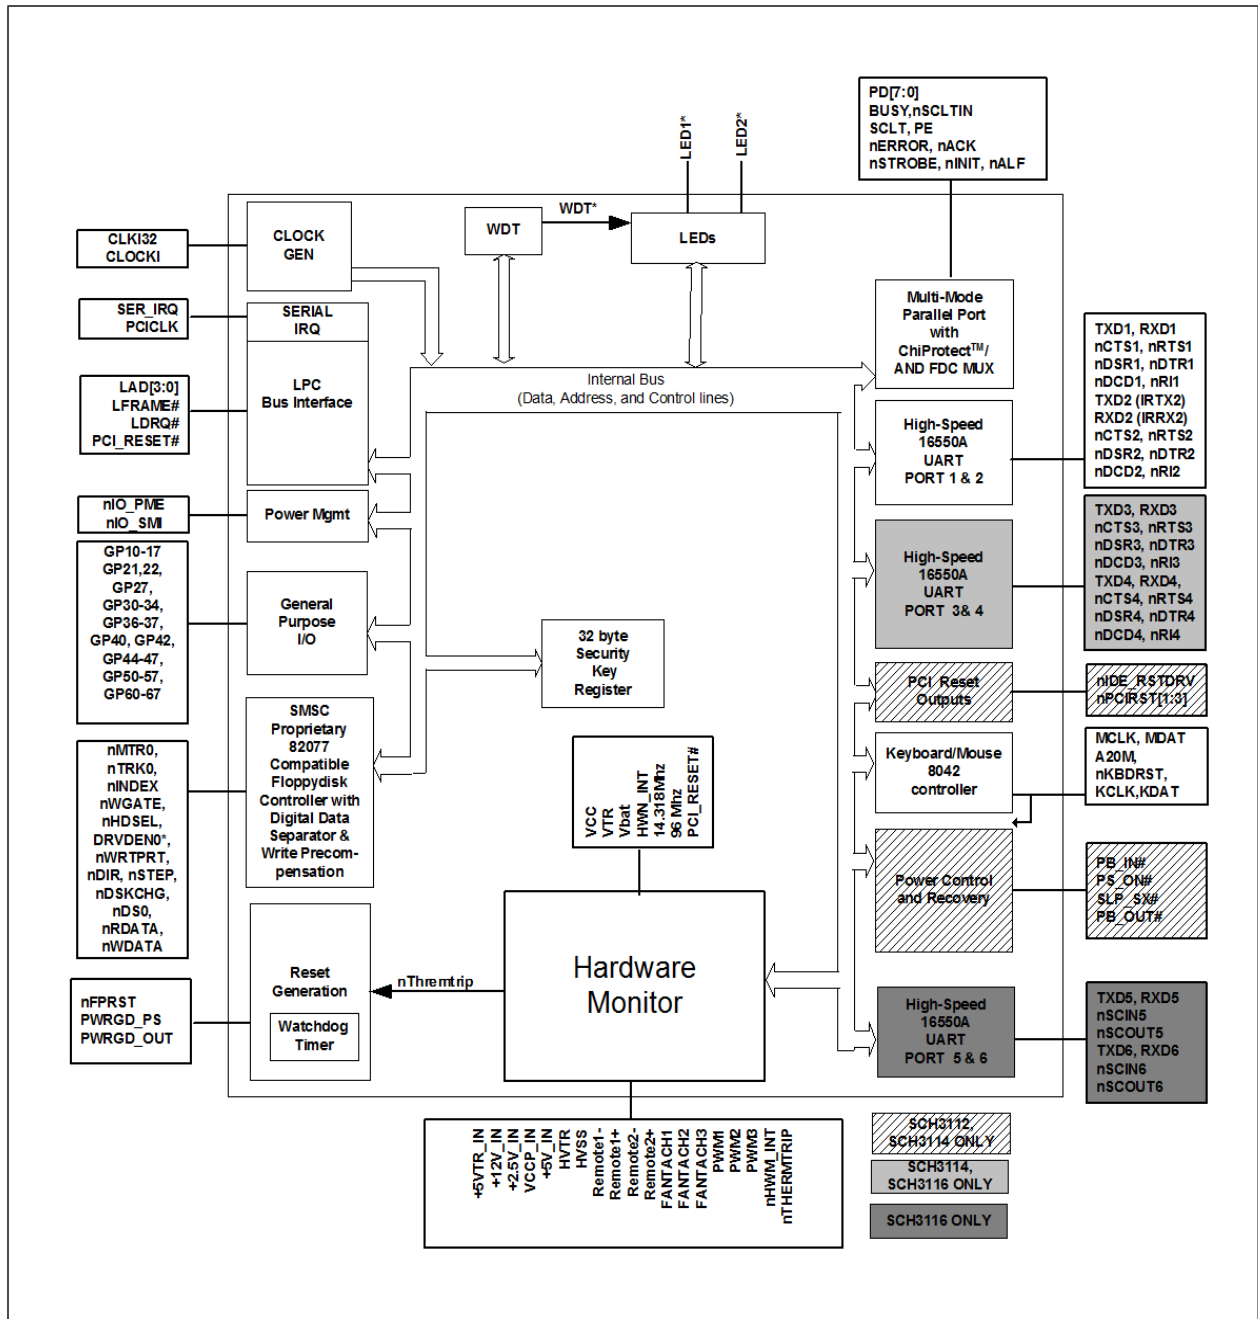 PD[7:0]
BUSY,nSCLTIN
SCLT, PE
nERROR, nACK
nSTROBE, nINIT, nALF
LED1*
LED2*
CLKI32
CLOCKI
CLOCK
GEN
WDT
WDT*
LEDs
SER_IRQ
PCICLK
SERIAL
IRQ
LAD[3:0]
LFRAME#
LDRQ#
PCI_RESET#
LPC
Bus Interface
Internal Bus
(Data, Address, and Control lines)
Multi-Mode
Parallel Port
with
ChiProtect™/
AND FDC MUX
TXD1, RXD1
nCTS1, nRTS1
nDSR1, nDTR1
nDCD1, nRI1
TXD2 (IRTX2)
RXD2 (IRRX2)
nCTS2, nRTS2
nDSR2, nDTR2
nDCD2, nRI2
High-Speed
16550A
UART
PORT 1 & 2
nIO_PME
nIO_SMI
Power Mgmt
TXD3, RXD3
nCTS3, nRTS3
nDSR3, nDTR3
nDCD3, nRI3
TXD4, RXD4,
nCTS4, nRTS4
nDSR4, nDTR4
nDCD4, nRI4
High-Speed
16550A
UART
PORT  3& 4
GP10-17
GP21,22,
GP27,
GP30-34,
GP36-37,
GP40, GP42,
GP44-47,
GP50-57,
GP60-67
General
Purpose
I/O
32 byte
Security
Key
Register
PCI  Reset
Outputs
nIDE_RSTDRV
nPCIRST[1:3]
SMSC
Proprietary
82077
Compatible
Floppydisk
Controller with
Digital Data
Separator &
Write Precom-
pensation
nMTR0,
nTRK0,
nINDEX
nWGATE,
nHDSEL,
DRVDEN0*,
nWRTPRT,
nDIR, nSTEP,
nDSKCHG,
nDS0,
nRDATA,
nWDATA
VCC
VTR
Vbat
HWN_INT
14.318Mhz
96 Mhz
PCI_RESET#
Keyboard/Mouse
8042
controller
MCLK, MDAT
A20M,
nKBDRST,
KCLK,KDAT
Power Control
and Recovery
PB_IN#
PS_ON#
SLP_SX#
PB_OUT#
nFPRST
PWRGD_PS
PWRGD_OUT
Reset
Generation
Watchdog
Timer
nThremtrip
Hardware
Monitor
High-Speed
16550A
UART
PORT  5 & 6
TXD5, RXD5
nSCIN5
nSCOUT5
TXD6, RXD6
nSCIN6
nSCOUT6
+5VTR_IN
+12V_IN
+2.5V_IN
VCCP_IN
+5V_IN
HVTR
HVSS
Remote1-
Remote1+
Remote2-
Remote2+
FANTACH1
FANTACH2
FANTACH3
PWM1
PWM2
PWM3
nHWM_INT
nTHERMTRIP
SCH3112,
SCH3114 ONLY
SCH3114,
SCH3116 ONLY
SCH3116 ONLY